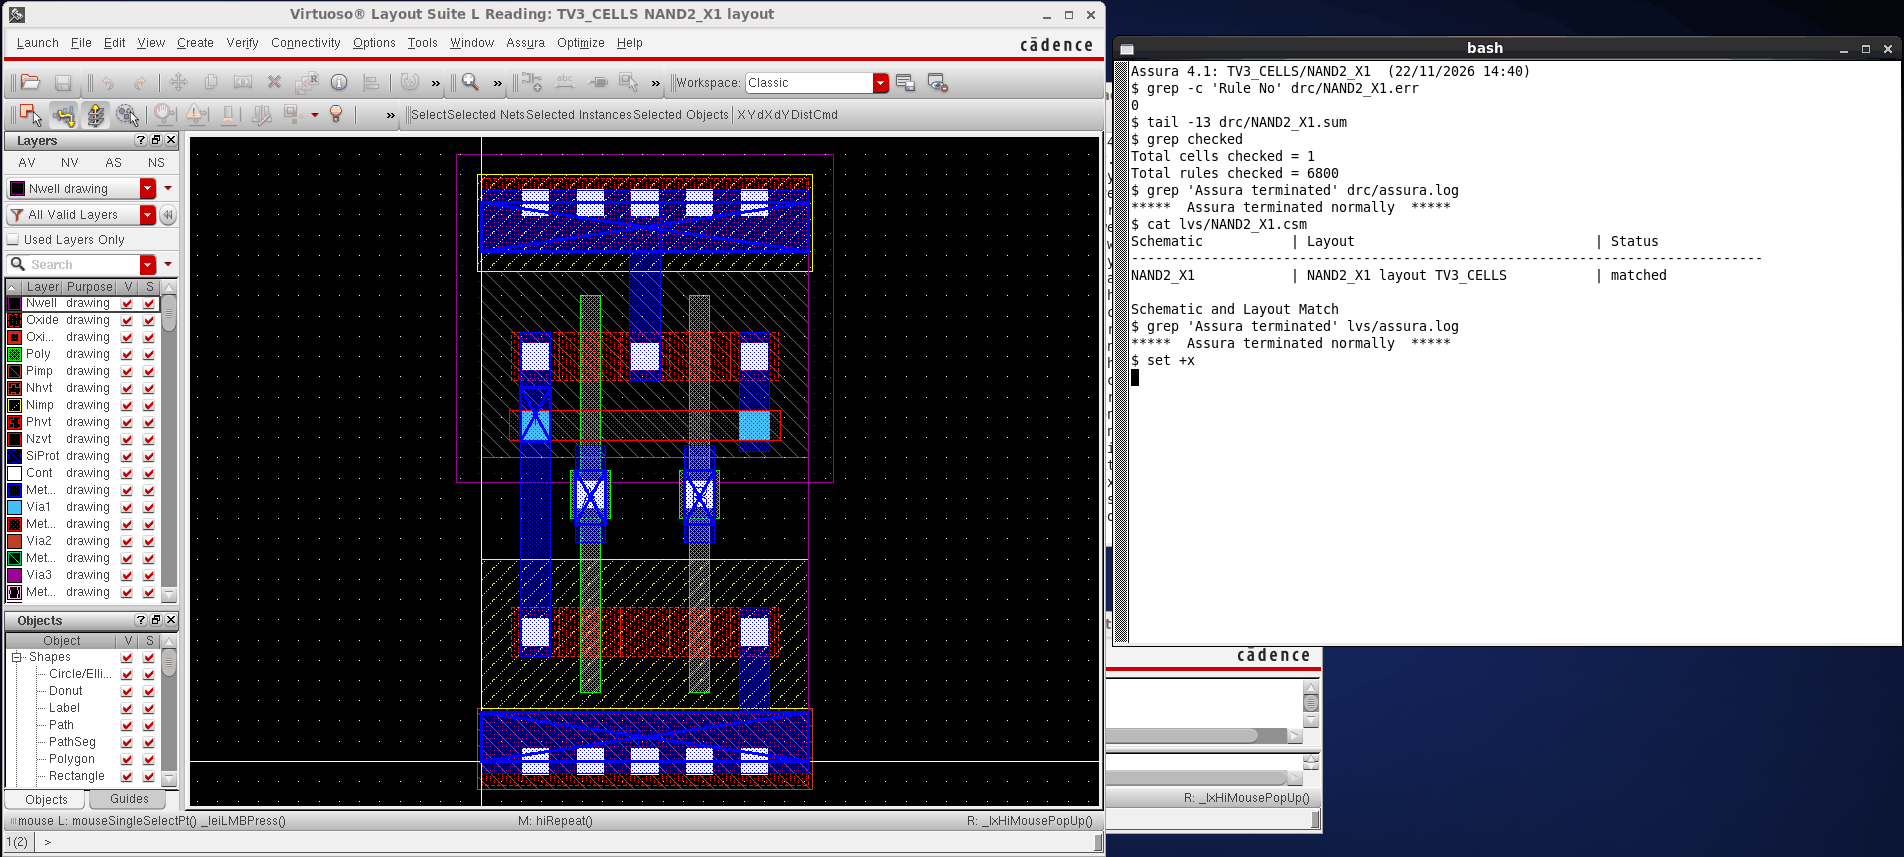 Virtuoso® Layout Suite L Reading: TV3_CELLS NAND2_X1 layout
Launch File Edit View Create Verify Connectivity Options Tools Window Assura Optimize Help
cādence
» » » Workspace: Classic
» Select Selected Nets Selected Instances Selected Objects X Y dX dY Dist Cmd
Layers
AV NV AS NS
Nwell drawing
All Valid Layers
Used Layers Only
Search
Layer Purpose V S
Nwell drawing
Oxide drawing
Oxi... drawing
Poly drawing
Pimp drawing
Nhvt drawing
Nimp drawing
Phvt drawing
Nzvt drawing
SiProt drawing
Cont drawing
Met... drawing
Via1 drawing
Met... drawing
Via2 drawing
Met... drawing
Via3 drawing
Met... drawing
Objects
Object V S
Shapes
Circle/Elli...
Donut
Label
Path
PathSeg
Polygon
Rectangle
Objects Guides
mouse L: mouseSingleSelectPt() _leiLMBPress() M: hiRepeat() R: _lxHiMousePopUp()
1(2) >
bash
Assura 4.1: TV3_CELLS/NAND2_X1 (22/11/2026 14:40)
$ grep -c 'Rule No' drc/NAND2_X1.err
0
$ tail -13 drc/NAND2_X1.sum
$ grep checked
Total cells checked = 1
Total rules checked = 6800
$ grep 'Assura terminated' drc/assura.log
***** Assura terminated normally *****
$ cat lvs/NAND2_X1.csm
Schematic | Layout | Status
-------------------------------------------------------------------------------
NAND2_X1 | NAND2_X1 layout TV3_CELLS | matched
Schematic and Layout Match
$ grep 'Assura terminated' lvs/assura.log
***** Assura terminated normally *****
$ set +x
cādence
R: _lxHiMousePopUp()